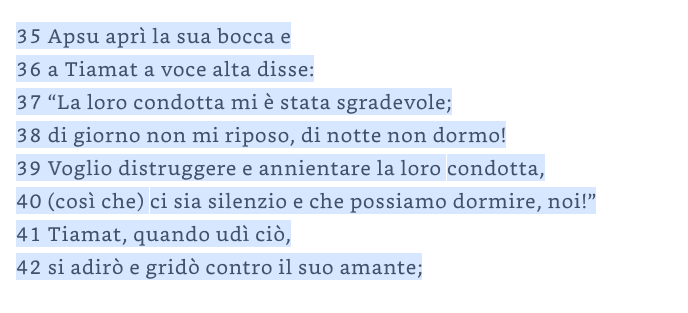 35 Apsu aprì la sua bocca e
36 a Tiamat a voce alta disse:
37 “La loro condotta mi è stata sgradevole;
38 di giorno non mi riposo, di notte non dormo!
39 Voglio distruggere e annientare la loro condotta,
40 (così che) ci sia silenzio e che possiamo dormire, noi!”
41 Tiamat, quando udì ciò,
42 si adirò e gridò contro il suo amante;